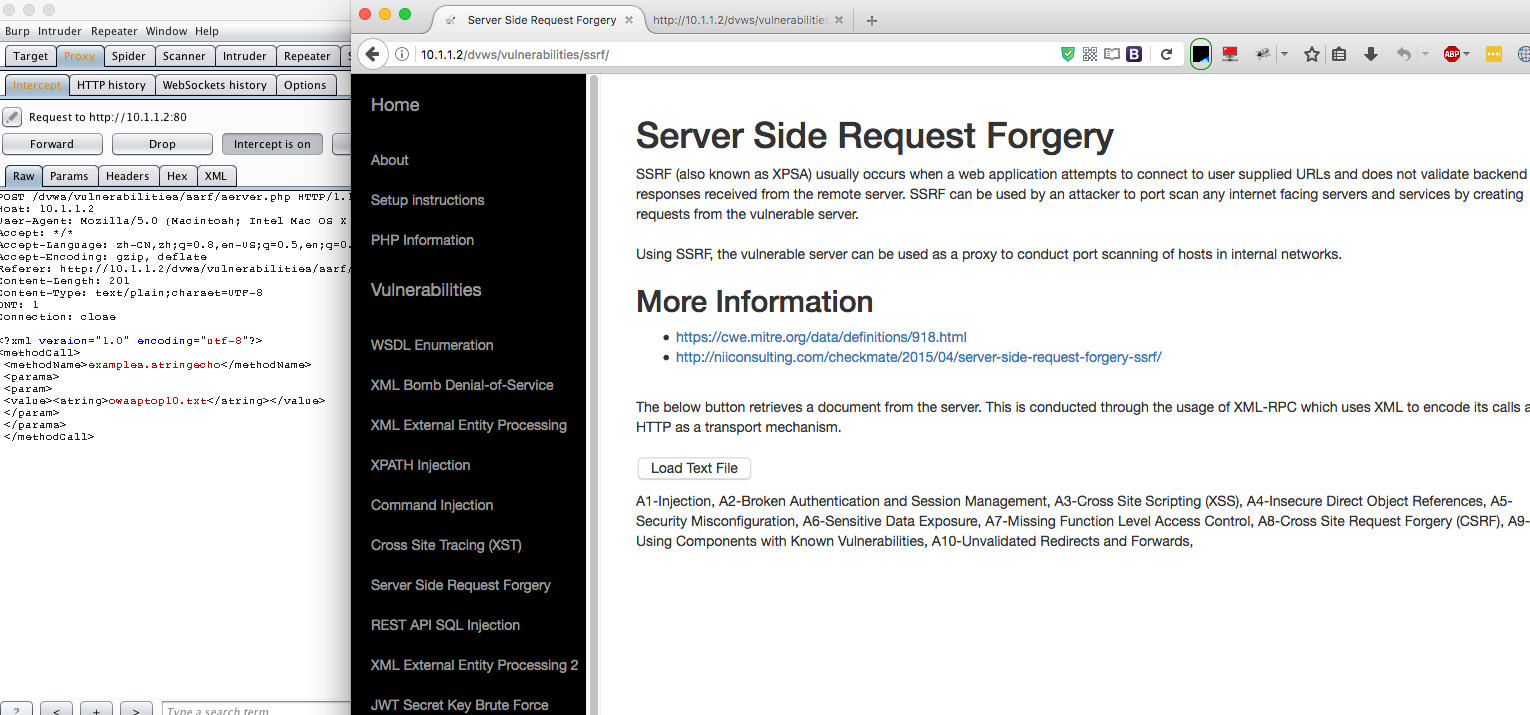 Burp Intruder Repeater Window Help
Target Proxy Spider Scanner Intruder Repeater
Intercept HTTP history WebSockets history Options
Request to http://10.1.1.2:80
Forward Drop Intercept is on
Raw Params Headers Hex XML
POST /dvws/vulnerabilities/ssrf/server.php HTTP/1.1
Host: 10.1.1.2
User-Agent: Mozilla/5.0 (Macintosh; Intel Mac OS X
Accept: */*
Accept-Language: zh-CN,zh;q=0.8,en-US;q=0.5,en;q=0.
Accept-Encoding: gzip, deflate
Referer: http://10.1.1.2/dvws/vulnerabilities/ssrf/
Content-Length: 201
Content-Type: text/plain;charset=UTF-8
DNT: 1
Connection: close
<?xml version="1.0" encoding="utf-8"?>
<methodCall>
<methodName>examples.stringecho</methodName>
<params>
<param>
<value><string>owasptop10.txt</string></value>
</param>
</params>
</methodCall>
? < + > Type a search term
Server Side Request Forgery × http://10.1.1.2/dvws/vulnerabilities × +
10.1.1.2/dvws/vulnerabilities/ssrf/
B
ABP
Home
About
Setup instructions
PHP Information
Vulnerabilities
WSDL Enumeration
XML Bomb Denial-of-Service
XML External Entity Processing
XPATH Injection
Command Injection
Cross Site Tracing (XST)
Server Side Request Forgery
REST API SQL Injection
XML External Entity Processing 2
JWT Secret Key Brute Force
Server Side Request Forgery
SSRF (also known as XPSA) usually occurs when a web application attempts to connect to user supplied URLs and does not validate backend
responses received from the remote server. SSRF can be used by an attacker to port scan any internet facing servers and services by creating
requests from the vulnerable server.
Using SSRF, the vulnerable server can be used as a proxy to conduct port scanning of hosts in internal networks.
More Information
• https://cwe.mitre.org/data/definitions/918.html
• http://niiconsulting.com/checkmate/2015/04/server-side-request-forgery-ssrf/
The below button retrieves a document from the server. This is conducted through the usage of XML-RPC which uses XML to encode its calls a
HTTP as a transport mechanism.
Load Text File
A1-Injection, A2-Broken Authentication and Session Management, A3-Cross Site Scripting (XSS), A4-Insecure Direct Object References, A5-
Security Misconfiguration, A6-Sensitive Data Exposure, A7-Missing Function Level Access Control, A8-Cross Site Request Forgery (CSRF), A9-
Using Components with Known Vulnerabilities, A10-Unvalidated Redirects and Forwards,